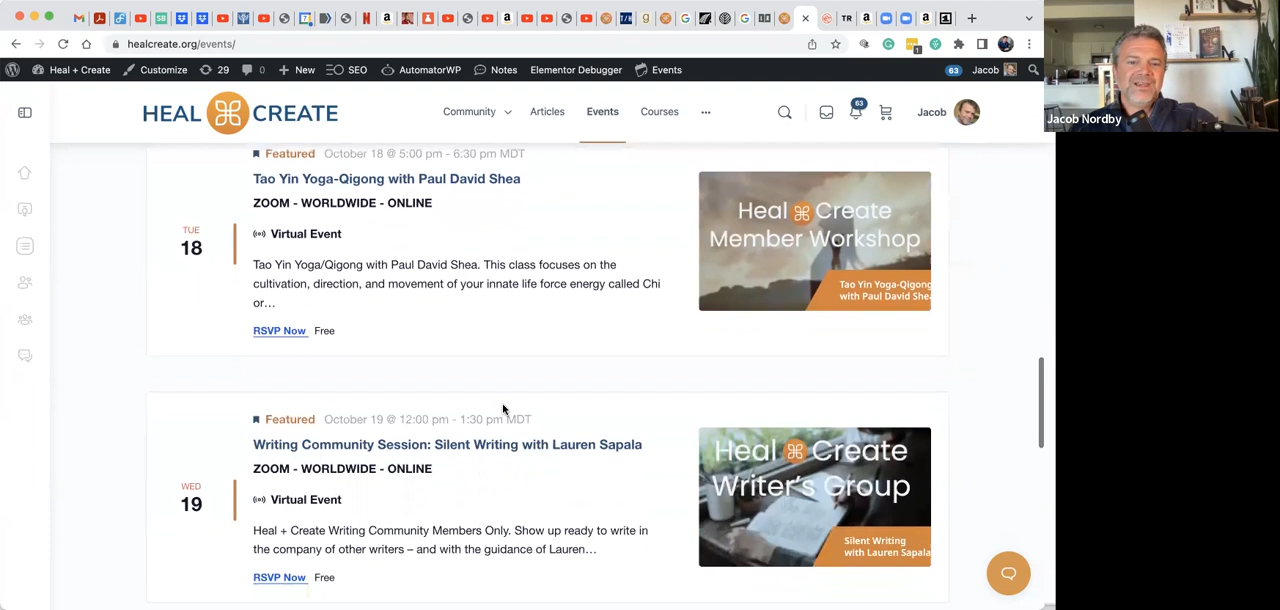 healcreate.org/events/
1
Heal + Create
Customize
29
0
New
SEO
AutomatorWP
Notes
Elementor Debugger
Events
63
Jacob
HEAL CREATE
Community
Articles
Events
Courses
63
Jacob
Jacob Nordby
Featured October 18 @ 5:00 pm - 6:30 pm MDT
Tao Yin Yoga-Qigong with Paul David Shea
ZOOM - WORLDWIDE - ONLINE
TUE
18
Virtual Event
Tao Yin Yoga/Qigong with Paul David Shea. This class focuses on the
cultivation, direction, and movement of your innate life force energy called Chi
or…
RSVP Now Free
Heal Create
Member Workshop
Tao Yin Yoga-Qigong
with Paul David Shea
Featured October 19 @ 12:00 pm - 1:30 pm MDT
Writing Community Session: Silent Writing with Lauren Sapala
ZOOM - WORLDWIDE - ONLINE
WED
19
Virtual Event
Heal + Create Writing Community Members Only. Show up ready to write in
the company of other writers – and with the guidance of Lauren…
RSVP Now Free
Heal Create
Writer's Group
Silent Writing
with Lauren Sapala